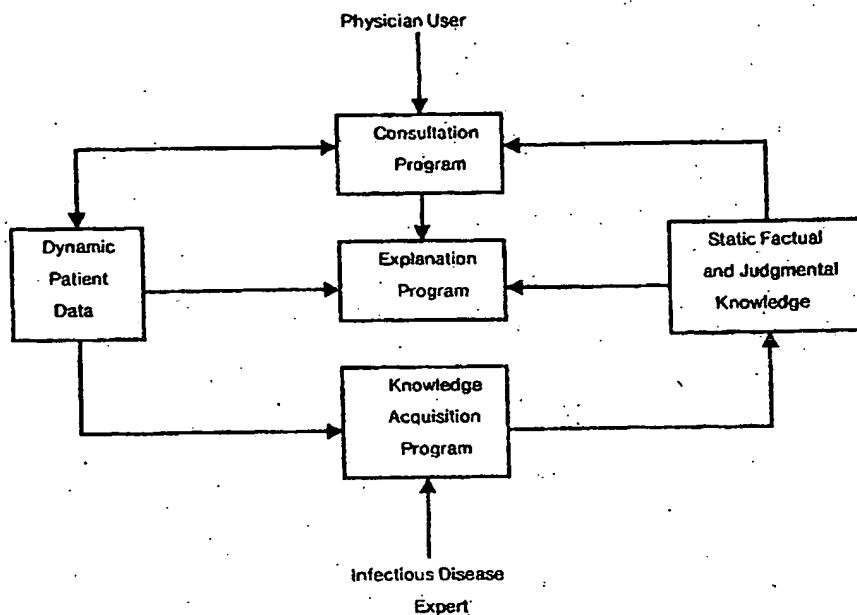 Physician User
Consultation
Program
Dynamic
Patient
Data
Explanation
Program
Static Factual
and Judgmental
Knowledge
Knowledge
Acquisition
Program
Infectious Disease
Expert